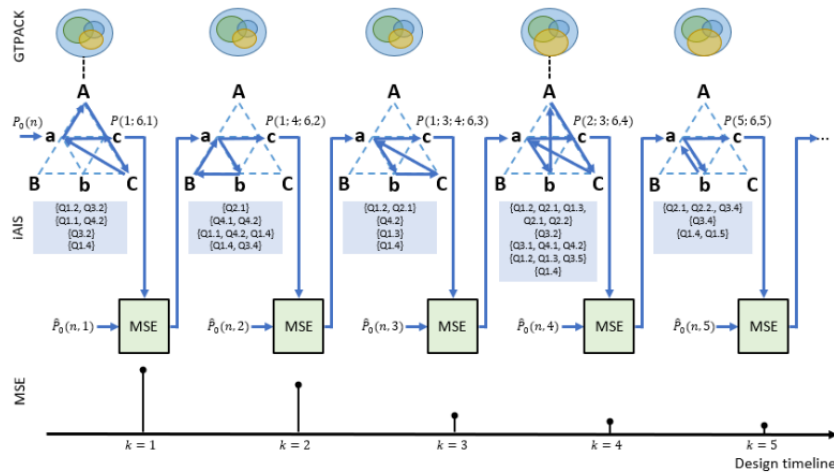 GTPACK
P₀(n)
A
a
c
B
b
C
P(1; 6,1)
A
a
c
B
b
C
P(1; 4; 6,2)
A
a
c
B
b
C
P(1; 3; 4; 6,3)
A
a
c
B
b
C
P(2; 3; 6,4)
A
a
c
B
b
C
P(5; 6,5)
...
iAIS
{Q1.2, Q3.2}
{Q1.1, Q4.2}
{Q3.2}
{Q1.4}
{Q2.1}
{Q4.1, Q4.2}
{Q1.1, Q4.2, Q1.4}
{Q1.4, Q3.4}
{Q1.2, Q2.1}
{Q4.2}
{Q1.3}
{Q1.4}
{Q1.2, Q2.1, Q1.3,
Q2.1, Q2.2}
{Q3.2}
{Q3.1, Q4.1, Q4.2}
{Q1.2, Q1.3, Q3.5}
{Q1.4}
{Q2.1, Q2.2., Q3.4}
{Q3.4}
{Q1.4, Q1.5}
P̂₀(n, 1)
MSE
P̂₀(n, 2)
MSE
P̂₀(n, 3)
MSE
P̂₀(n, 4)
MSE
P̂₀(n, 5)
MSE
MSE
k = 1
k = 2
k = 3
k = 4
k = 5
Design timeline